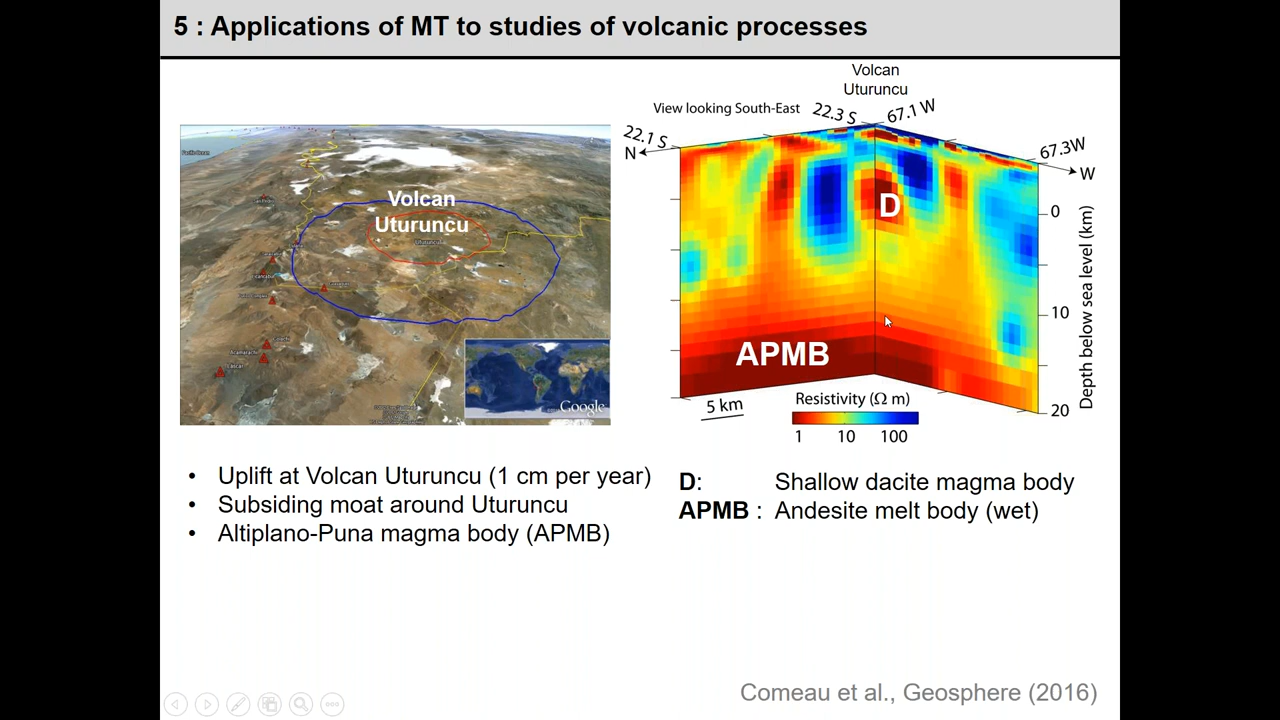 5 : Applications of MT to studies of volcanic processes
Pacific Ocean
Volcan
Uturuncu
Uturuncu
Google
Volcan
Uturuncu
View looking South-East
22.3 S
67.1 W
22.1 S
67.3W
N
W
D
APMB
0
10
20
Depth below sea level (km)
5 km
Resistivity (Ω m)
1 10 100
• Uplift at Volcan Uturuncu (1 cm per year)
• Subsiding moat around Uturuncu
• Altiplano-Puna magma body (APMB)
D: Shallow dacite magma body
APMB : Andesite melt body (wet)
Comeau et al., Geosphere (2016)